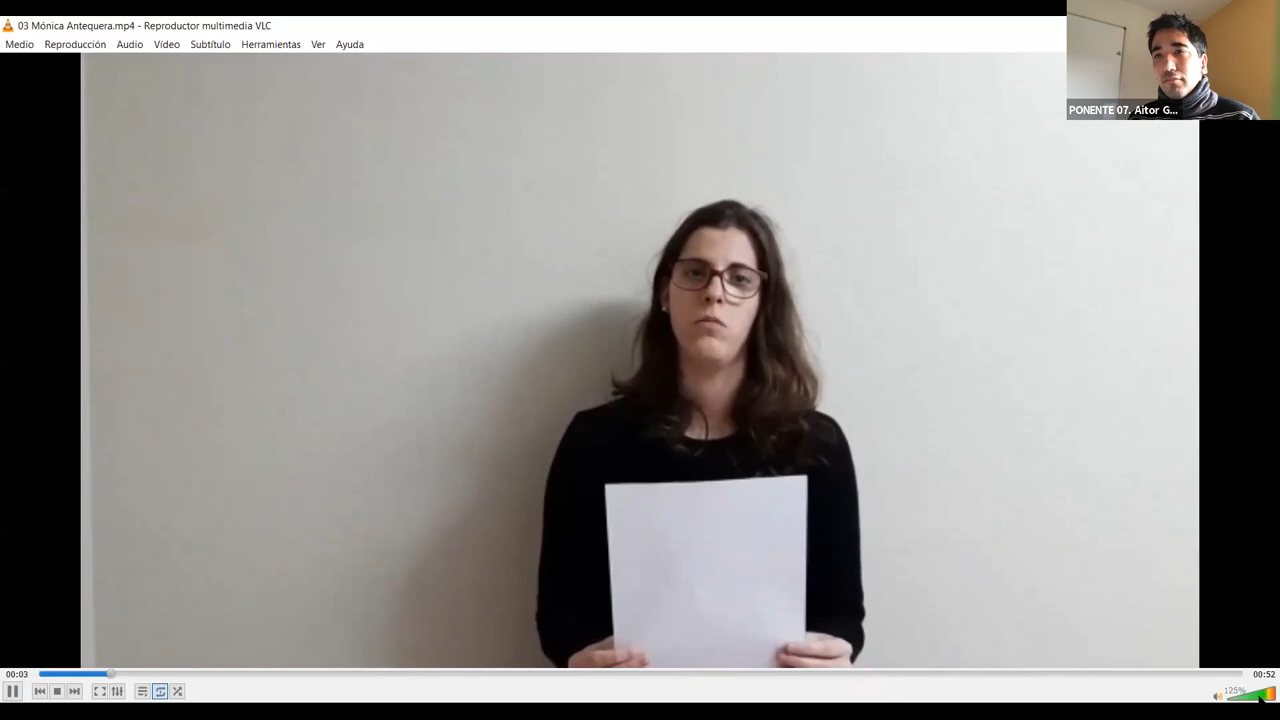 03 Mónica Antequera.mp4 - Reproductor multimedia VLC
Medio Reproducción Audio Vídeo Subtítulo Herramientas Ver Ayuda
PONENTE 07. Aitor G...
00:03
00:52
125%